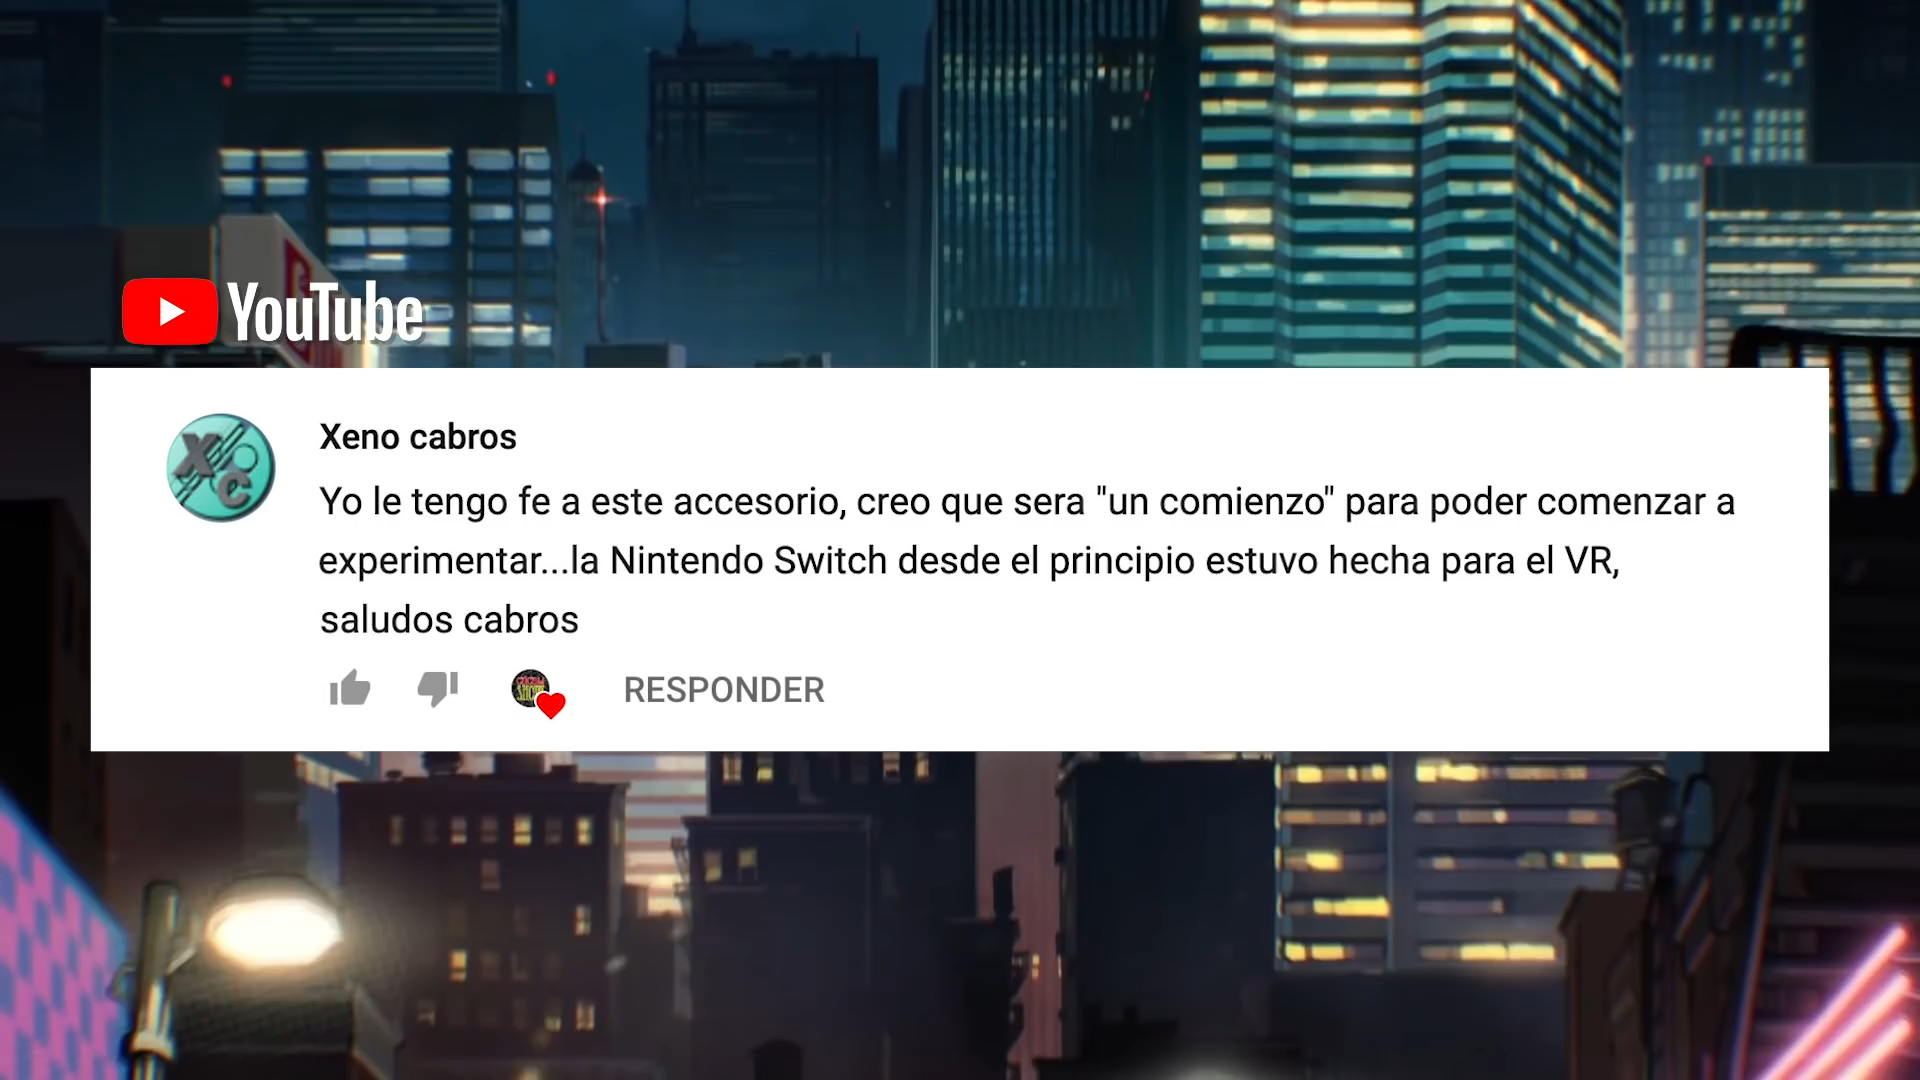 YouTube
Xeno cabros
Yo le tengo fe a este accesorio, creo que sera "un comienzo" para poder comenzar a
experimentar...la Nintendo Switch desde el principio estuvo hecha para el VR,
saludos cabros
RESPONDER